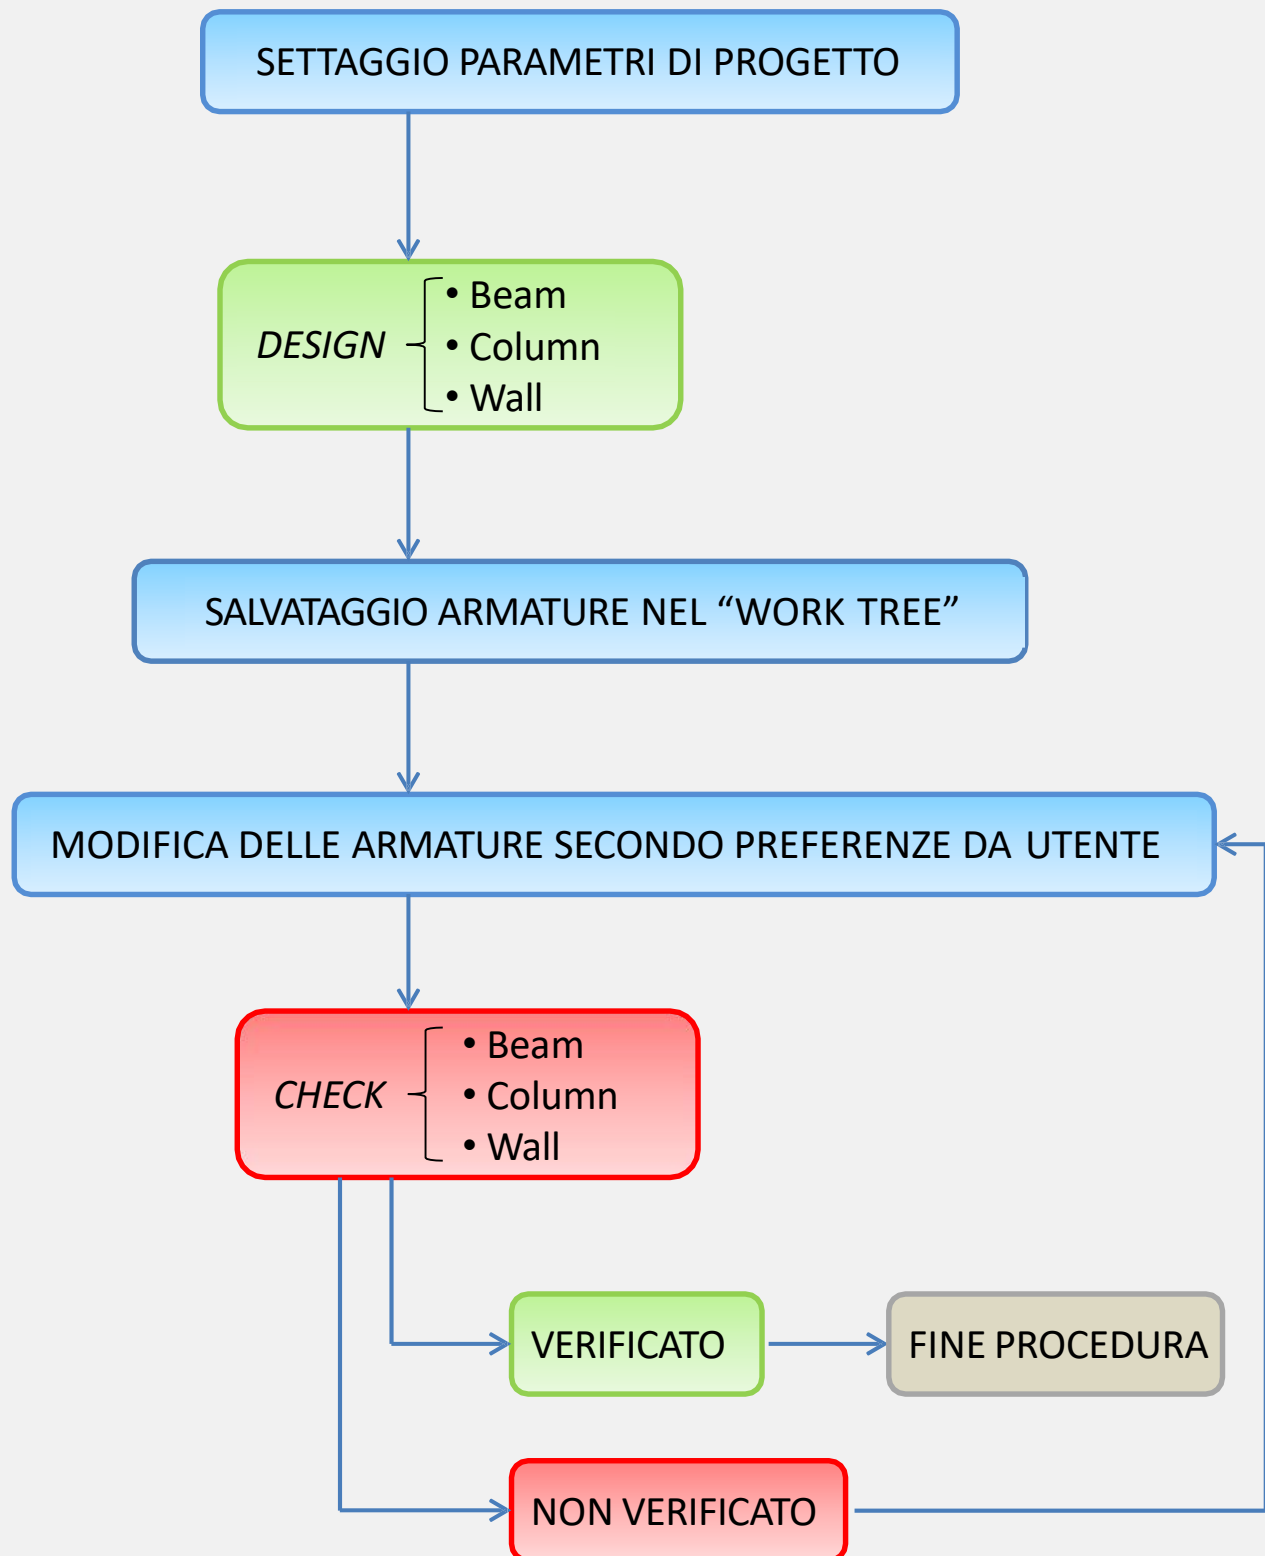 SETTAGGIO PARAMETRI DI PROGETTO
DESIGN
• Beam
• Column
• Wall
SALVATAGGIO ARMATURE NEL “WORK TREE”
MODIFICA DELLE ARMATURE SECONDO PREFERENZE DA UTENTE
CHECK
• Beam
• Column
• Wall
VERIFICATO
FINE PROCEDURA
NON VERIFICATO